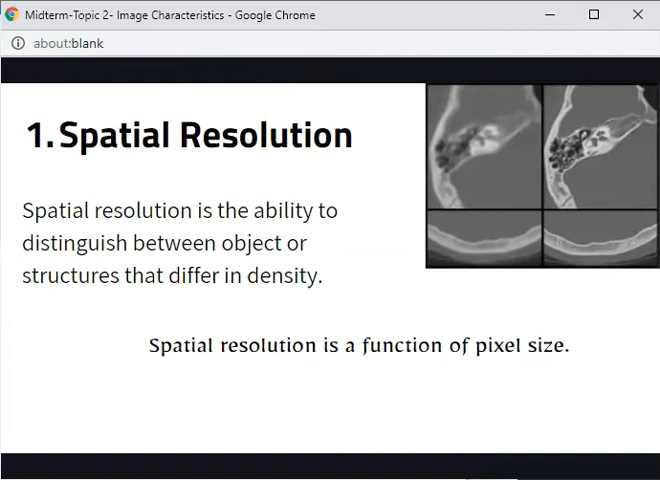 Midterm-Topic 2- Image Characteristics - Google Chrome
about:blank
1. Spatial Resolution
Spatial resolution is the ability to
distinguish between object or
structures that differ in density.
Spatial resolution is a function of pixel size.